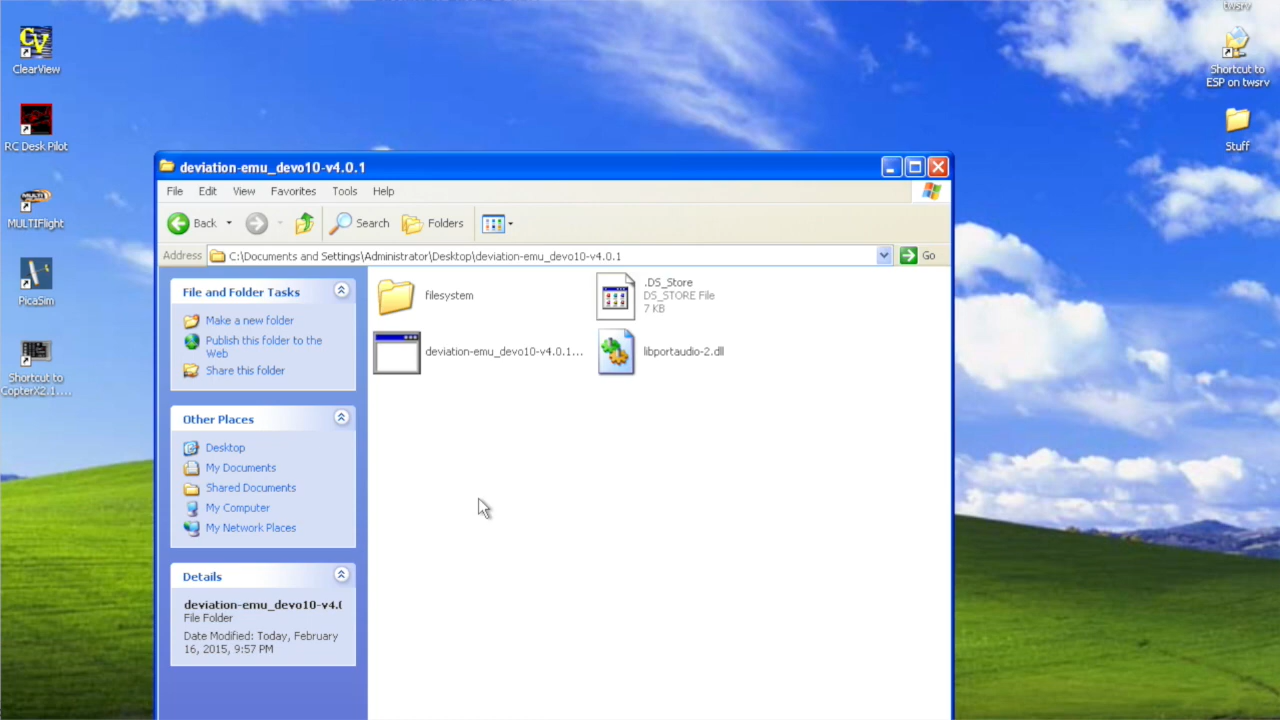 ClearView
RC Desk Pilot
MULTIFlight
PicaSim
Shortcut to
CopterX2.1....
twsrv
Shortcut to
ESP on twsrv
Stuff
deviation-emu_devo10-v4.0.1
File Edit View Favorites Tools Help
Back Search Folders
Address C:\Documents and Settings\Administrator\Desktop\deviation-emu_devo10-v4.0.1 Go
File and Folder Tasks
Make a new folder
Publish this folder to the
Web
Share this folder
Other Places
Desktop
My Documents
Shared Documents
My Computer
My Network Places
Details
deviation-emu_devo10-v4.0
File Folder
Date Modified: Today, February
16, 2015, 9:57 PM
filesystem
.DS_Store
DS_STORE File
7 KB
deviation-emu_devo10-v4.0.1...
libportaudio-2.dll